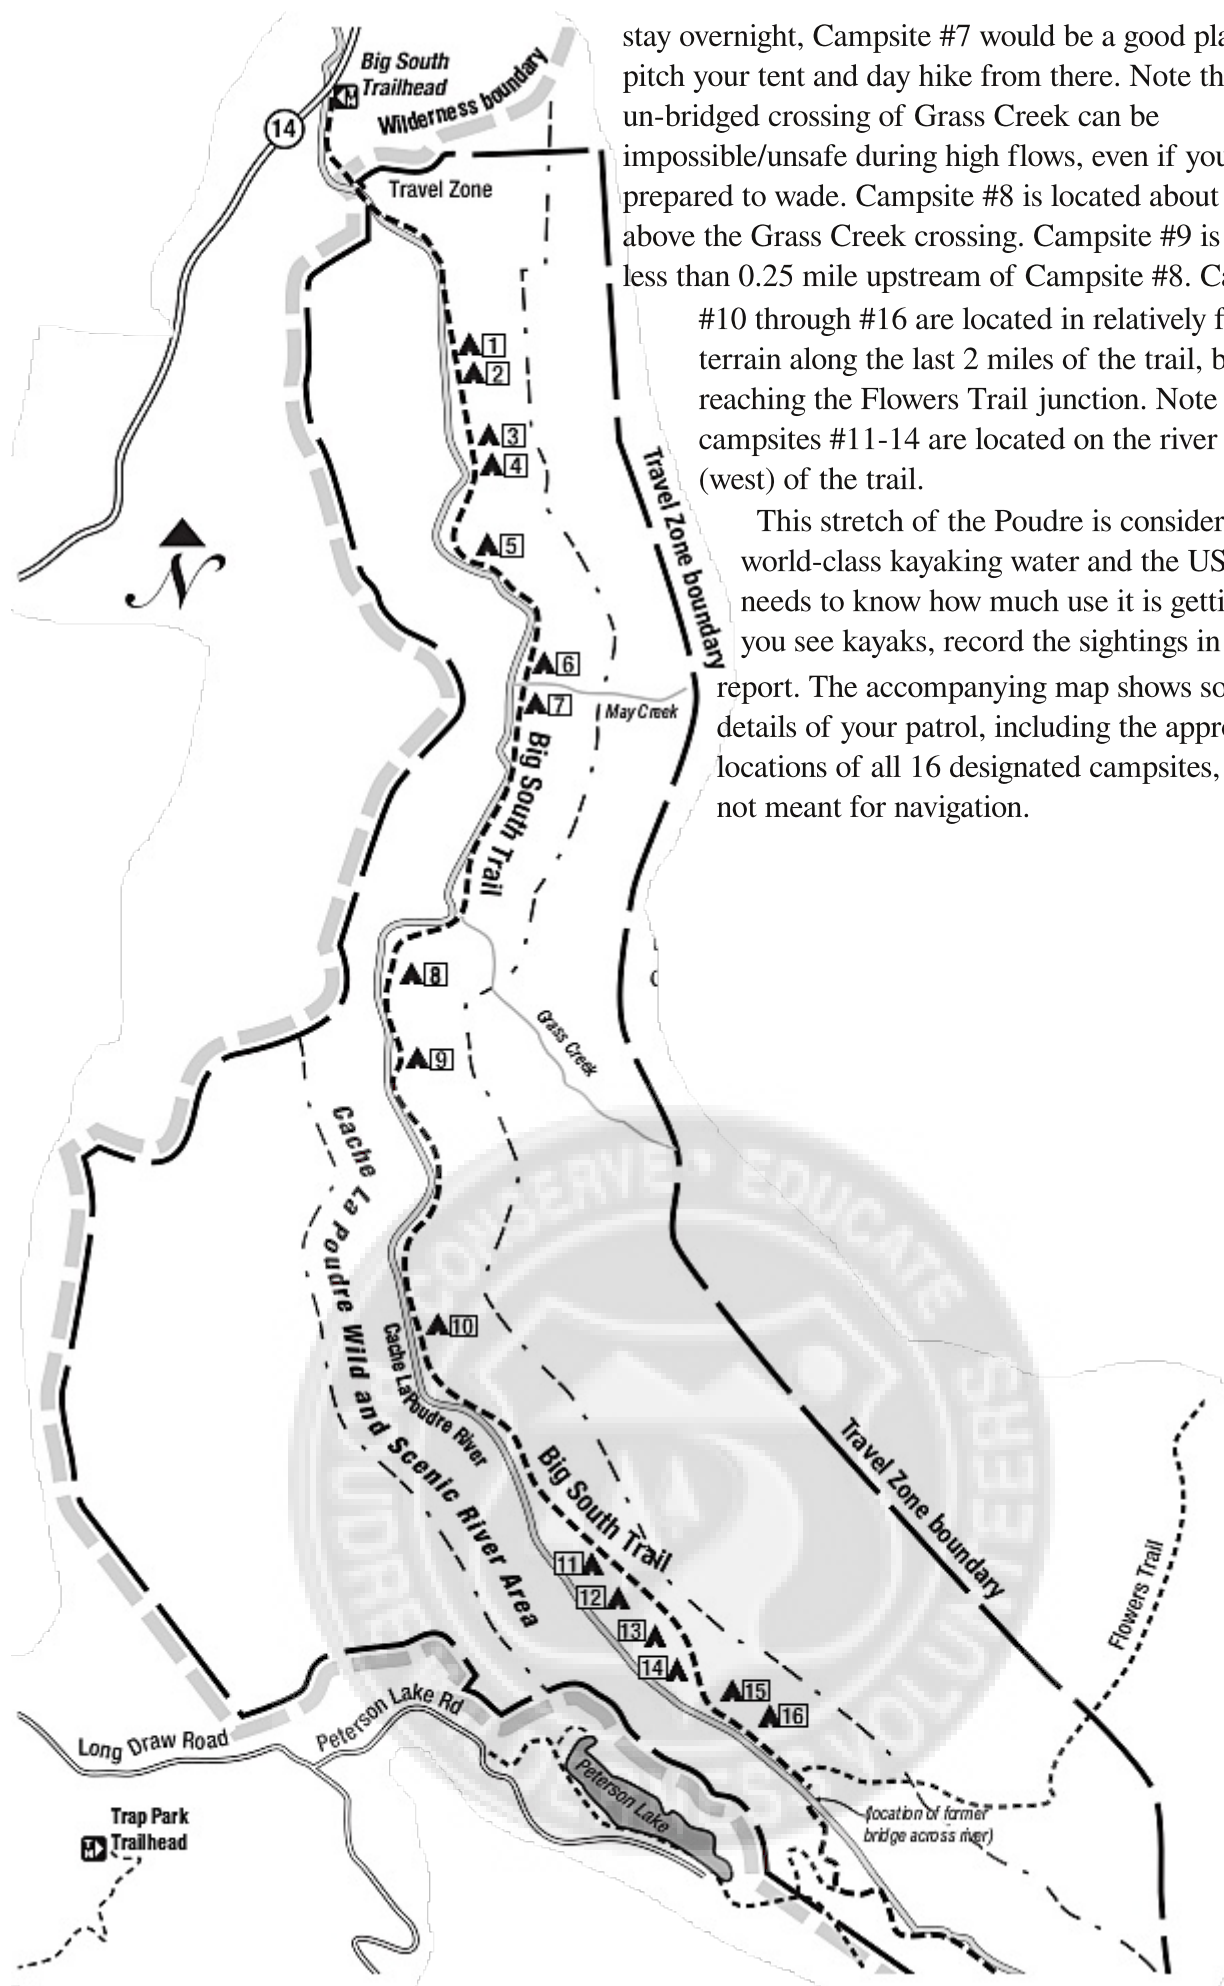 stay overnight, Campsite #7 would be a good pla
pitch your tent and day hike from there. Note th
un-bridged crossing of Grass Creek can be
impossible/unsafe during high flows, even if you
prepared to wade. Campsite #8 is located about
above the Grass Creek crossing. Campsite #9 is
less than 0.25 mile upstream of Campsite #8. Ca
#10 through #16 are located in relatively f
terrain along the last 2 miles of the trail, b
reaching the Flowers Trail junction. Note
campsites #11-14 are located on the river
(west) of the trail.
This stretch of the Poudre is consider
world-class kayaking water and the US
needs to know how much use it is getti
you see kayaks, record the sightings in
report. The accompanying map shows so
details of your patrol, including the appro
locations of all 16 designated campsites,
not meant for navigation.
Big South
Trailhead
14
Wilderness boundary
Travel Zone
1
2
3
4
5
Travel Zone boundary
6
7
May Creek
Big South Trail
8
Grass Creek
9
Cache La Poudre Wild and Scenic River Area
10
Cache La Poudre River
Big South Trail
Travel Zone boundary
Flowers Trail
11
12
13
14
15
16
Long Draw Road
Peterson Lake Rd
Peterson Lake
(location of former
bridge across river)
Trap Park
Trailhead
TH
N
CONSERVE • EDUCATE
VOLUNTEERS